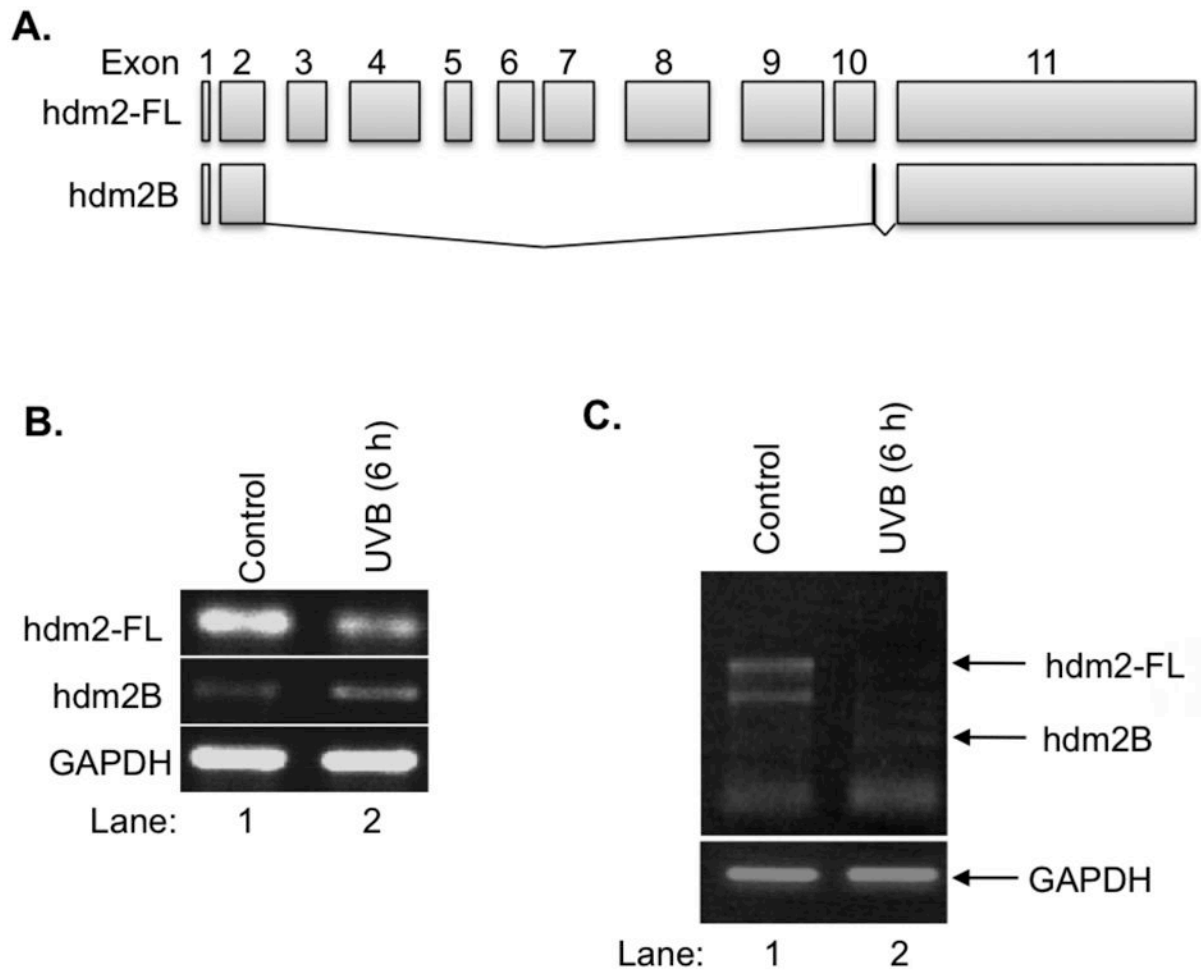 A.
Exon 1 2 3 4 5 6 7 8 9 10 11
hdm2-FL
hdm2B
B.
Control
UVB (6 h)
hdm2-FL
hdm2B
GAPDH
Lane: 1 2
C.
Control
UVB (6 h)
hdm2-FL
hdm2B
GAPDH
Lane: 1 2